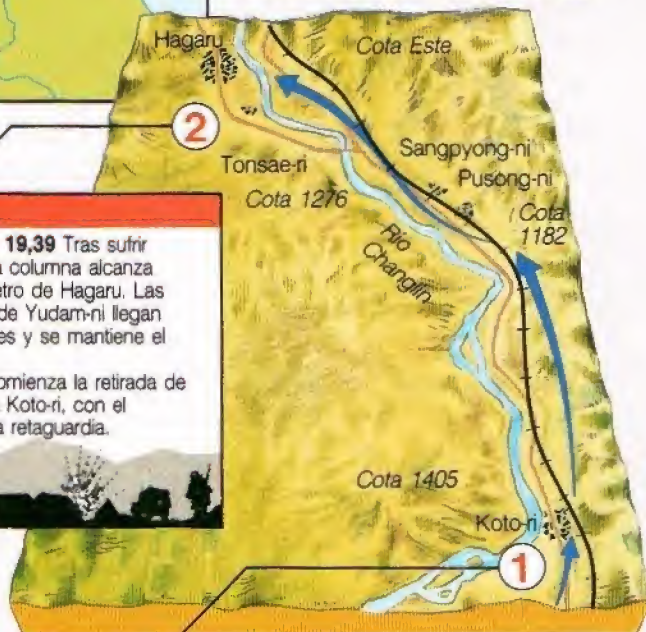 Hagaru
Cota Este
2
Tonsae-ri
Sangpyong-ni
Pusong-ni
Cota 1276
Cota
1182
Río
Changjin
19,39 Tras sufrir
a columna alcanza
etro de Hagaru. Las
de Yudam-ni llegan
es y se mantiene el
omienza la retirada de
a Koto-ri, con el
a retaguardia.
Cota 1405
Koto-ri
1